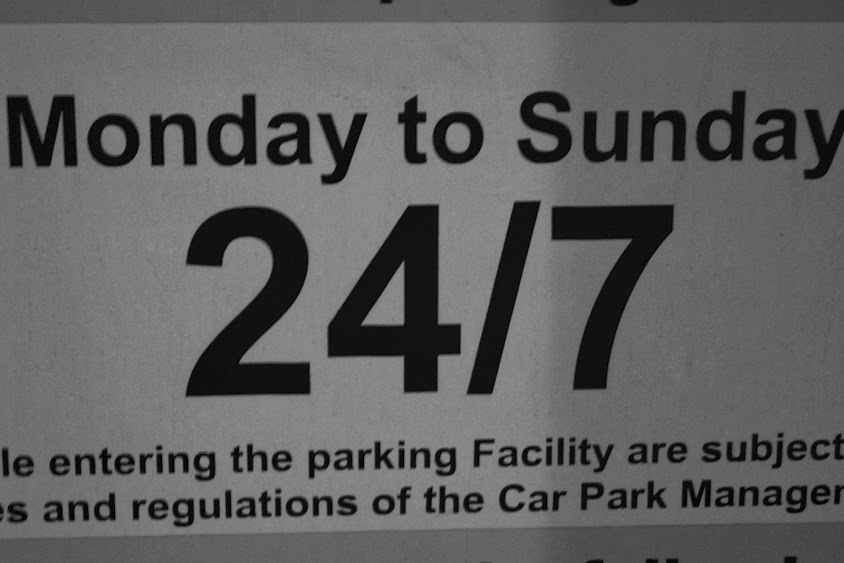 Monday to Sunday
24/7
le entering the parking Facility are subject
es and regulations of the Car Park Manager